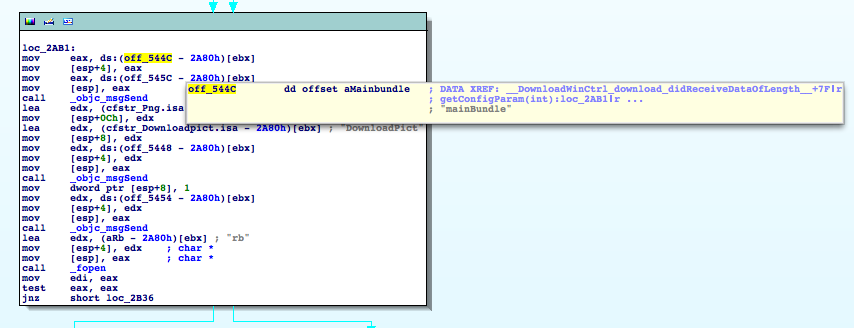 loc_2AB1:
mov eax, ds:(off_544C - 2A80h)[ebx]
mov [esp+4], eax
mov eax, ds:(off_545C - 2A80h)[ebx]
mov [esp], eax
call _objc_msgSend
lea edx, (cfstr_Png.isa
mov [esp+0Ch], edx
lea edx, (cfstr_Downloadpict.isa - 2A80h)[ebx] ; "DownloadPict"
mov [esp+8], edx
mov edx, ds:(off_5448 - 2A80h)[ebx]
mov [esp+4], edx
mov [esp], eax
call _objc_msgSend
mov dword ptr [esp+8], 1
mov edx, ds:(off_5454 - 2A80h)[ebx]
mov [esp+4], edx
mov [esp], eax
call _objc_msgSend
lea edx, (aRb - 2A80h)[ebx] ; "rb"
mov [esp+4], edx ; char *
mov [esp], eax ; char *
call _fopen
mov edi, eax
test eax, eax
jnz short loc_2B36
off_544C dd offset aMainbundle ; DATA XREF: __DownloadWinCtrl_download_didReceiveDataOfLength__+7F↑r
; getConfigParam(int):loc_2AB1↑r ...
; "mainBundle"